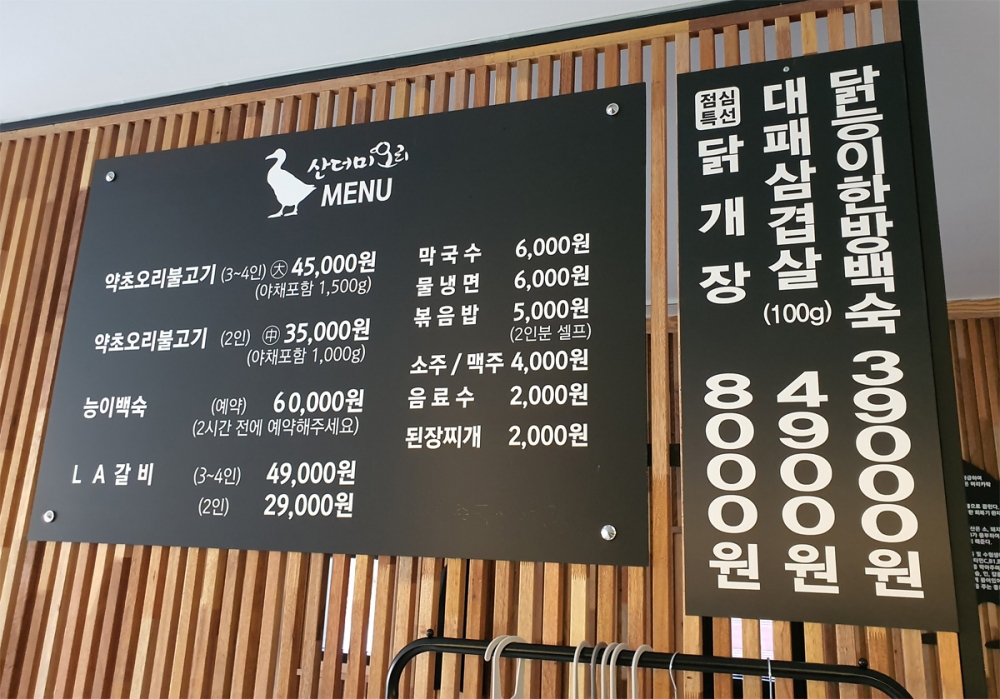 산더미오리
MENU
약초오리불고기 (3~4인) 大 45,000원
(야채포함 1,500g)
약초오리불고기 (2인) 中 35,000원
(야채포함 1,000g)
능이백숙 (예약) 60,000원
(2시간 전에 예약해주세요)
LA갈비 (3~4인) 49,000원
(2인) 29,000원
막국수 6,000원
물냉면 6,000원
볶음밥 5,000원
(2인분 셀프)
소주 / 맥주 4,000원
음료수 2,000원
된장찌개 2,000원
점심특선 닭개장 8000원
대패삼겹살 (100g) 4900원
닭능이한방백숙 39000원